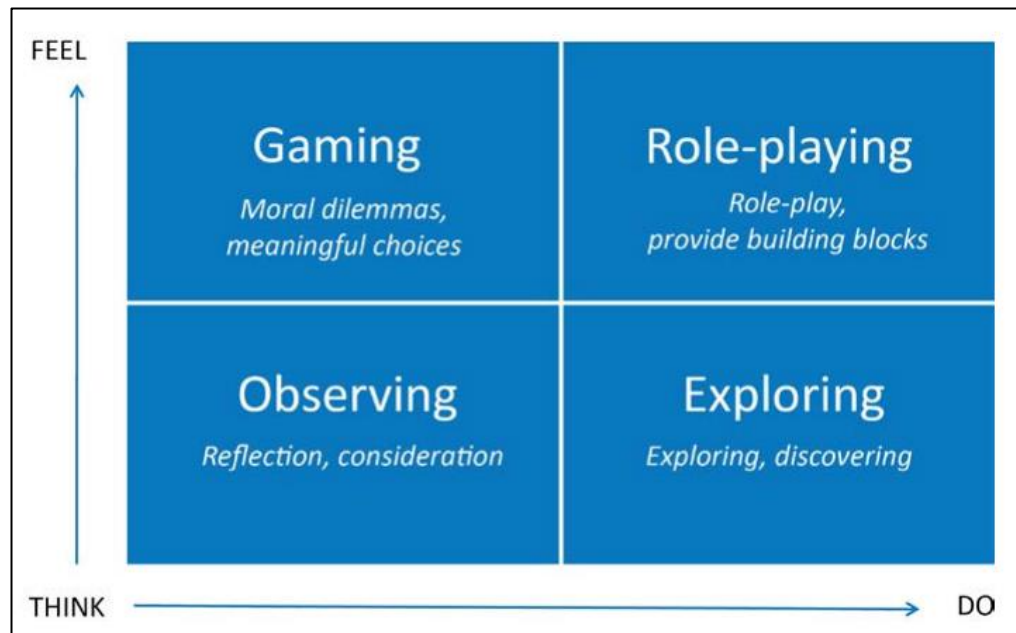 FEEL
Gaming
Moral dilemmas,
meaningful choices
Role-playing
Role-play,
provide building blocks
Observing
Reflection, consideration
Exploring
Exploring, discovering
THINK
DO